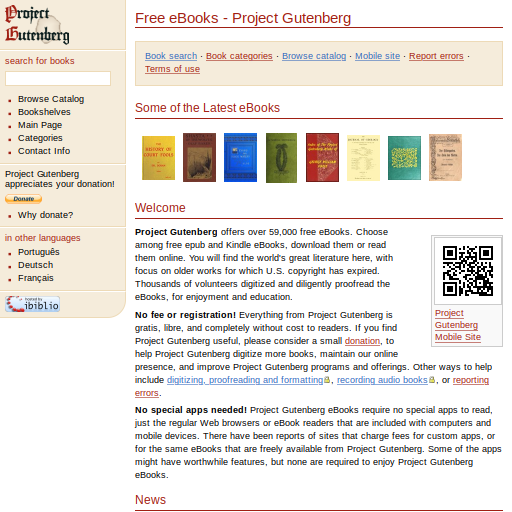 Project
Gutenberg
search for books
Browse Catalog
Bookshelves
Main Page
Categories
Contact Info
Project Gutenberg
appreciates your donation!
Donate
Why donate?
in other languages
Português
Deutsch
Français
hosted by
ibiblio
Free eBooks - Project Gutenberg
Book search · Book categories · Browse catalog · Mobile site · Report errors ·
Terms of use
Some of the Latest eBooks
Welcome
Project Gutenberg offers over 59,000 free eBooks. Choose
among free epub and Kindle eBooks, download them or read
them online. You will find the world's great literature here, with
focus on older works for which U.S. copyright has expired.
Thousands of volunteers digitized and diligently proofread the
eBooks, for enjoyment and education.
Project
Gutenberg
Mobile Site
No fee or registration! Everything from Project Gutenberg is
gratis, libre, and completely without cost to readers. If you find
Project Gutenberg useful, please consider a small donation, to
help Project Gutenberg digitize more books, maintain our online
presence, and improve Project Gutenberg programs and offerings. Other ways to help
include digitizing, proofreading and formatting, recording audio books, or reporting
errors.
No special apps needed! Project Gutenberg eBooks require no special apps to read,
just the regular Web browsers or eBook readers that are included with computers and
mobile devices. There have been reports of sites that charge fees for custom apps, or
for the same eBooks that are freely available from Project Gutenberg. Some of the apps
might have worthwhile features, but none are required to enjoy Project Gutenberg
eBooks.
News